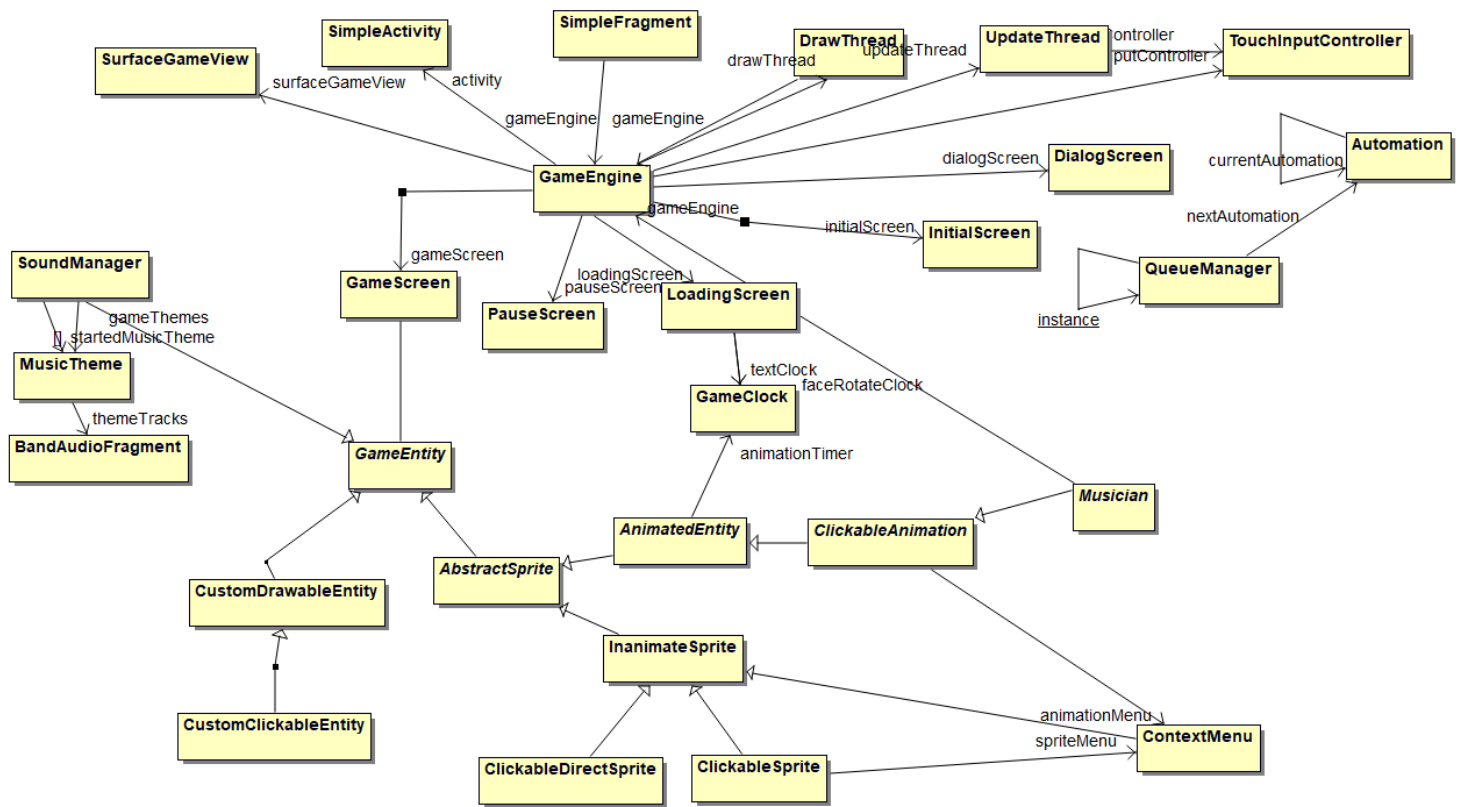 SimpleFragment
SimpleActivity
DrawThread
UpdateThread
ontroller
TouchInputController
SurfaceGameView
updateThread
putController
drawThread
surfaceGameView
activity
gameEngine
gameEngine
Automation
dialogScreen
DialogScreen
currentAutomation
GameEngine
gameEngine
nextAutomation
initialScreen
InitialScreen
SoundManager
gameScreen
QueueManager
GameScreen
loadingScreen
pauseScreen
LoadingScreen
PauseScreen
gameThemes
instance
[] startedMusicTheme
MusicTheme
textClock
faceRotateClock
GameClock
themeTracks
BandAudioFragment
GameEntity
animationTimer
Musician
AnimatedEntity
ClickableAnimation
AbstractSprite
CustomDrawableEntity
InanimateSprite
animationMenu
CustomClickableEntity
spriteMenu
ContextMenu
ClickableDirectSprite
ClickableSprite